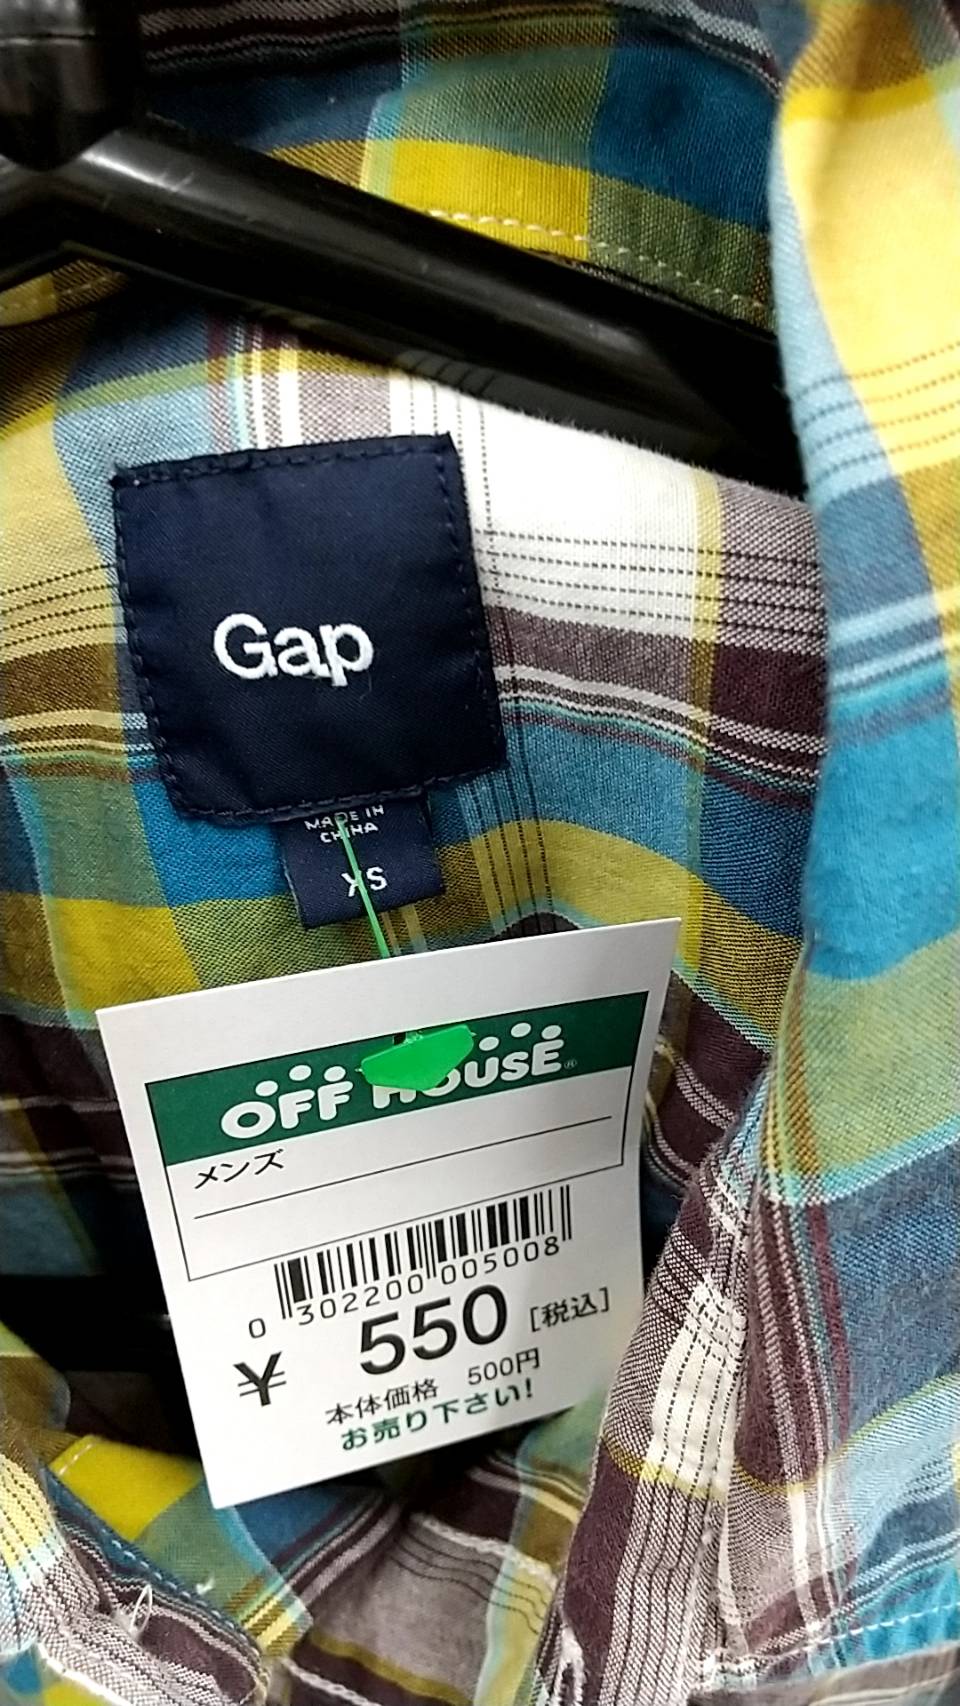 Gap
MADE IN
CHINA
XS
OFF HOUSE®
メンズ
0 302200 005008
¥ 550 [税込]
本体価格 500円
お売り下さい!